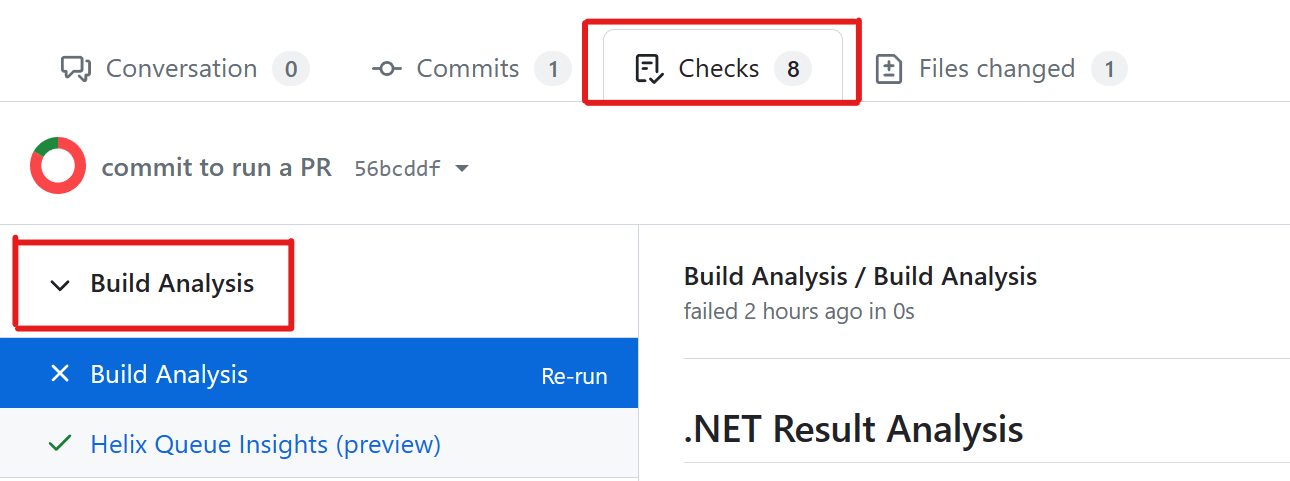 Conversation 0 Commits 1 Checks 8 Files changed 1
commit to run a PR 56bcddf
Build Analysis
Build Analysis Re-run
Helix Queue Insights (preview)
Build Analysis / Build Analysis
failed 2 hours ago in 0s
.NET Result Analysis